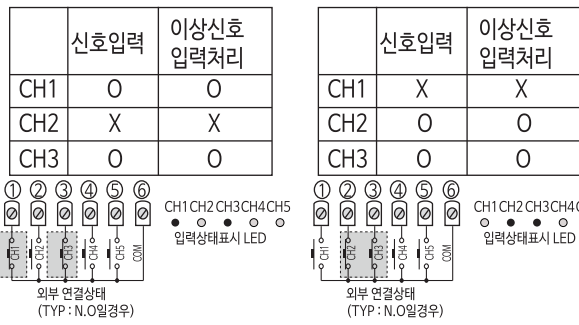 신호입력 이상신호
입력처리
CH1 O O
CH2 X X
CH3 O O
① ② ③ ④ ⑤ ⑥
CH1 CH2 CH3 CH4 CH5
입력상태표시 LED
CH1 CH2 CH3 CH4 CH5 COM
외부 연결상태
(TYP : N.O일경우)
신호입력 이상신호
입력처리
CH1 X X
CH2 O O
CH3 O O
① ② ③ ④ ⑤ ⑥
CH1 CH2 CH3 CH4
입력상태표시 LED
CH1 CH2 CH3 CH4 CH5 COM
외부 연결상태
(TYP : N.O일경우)